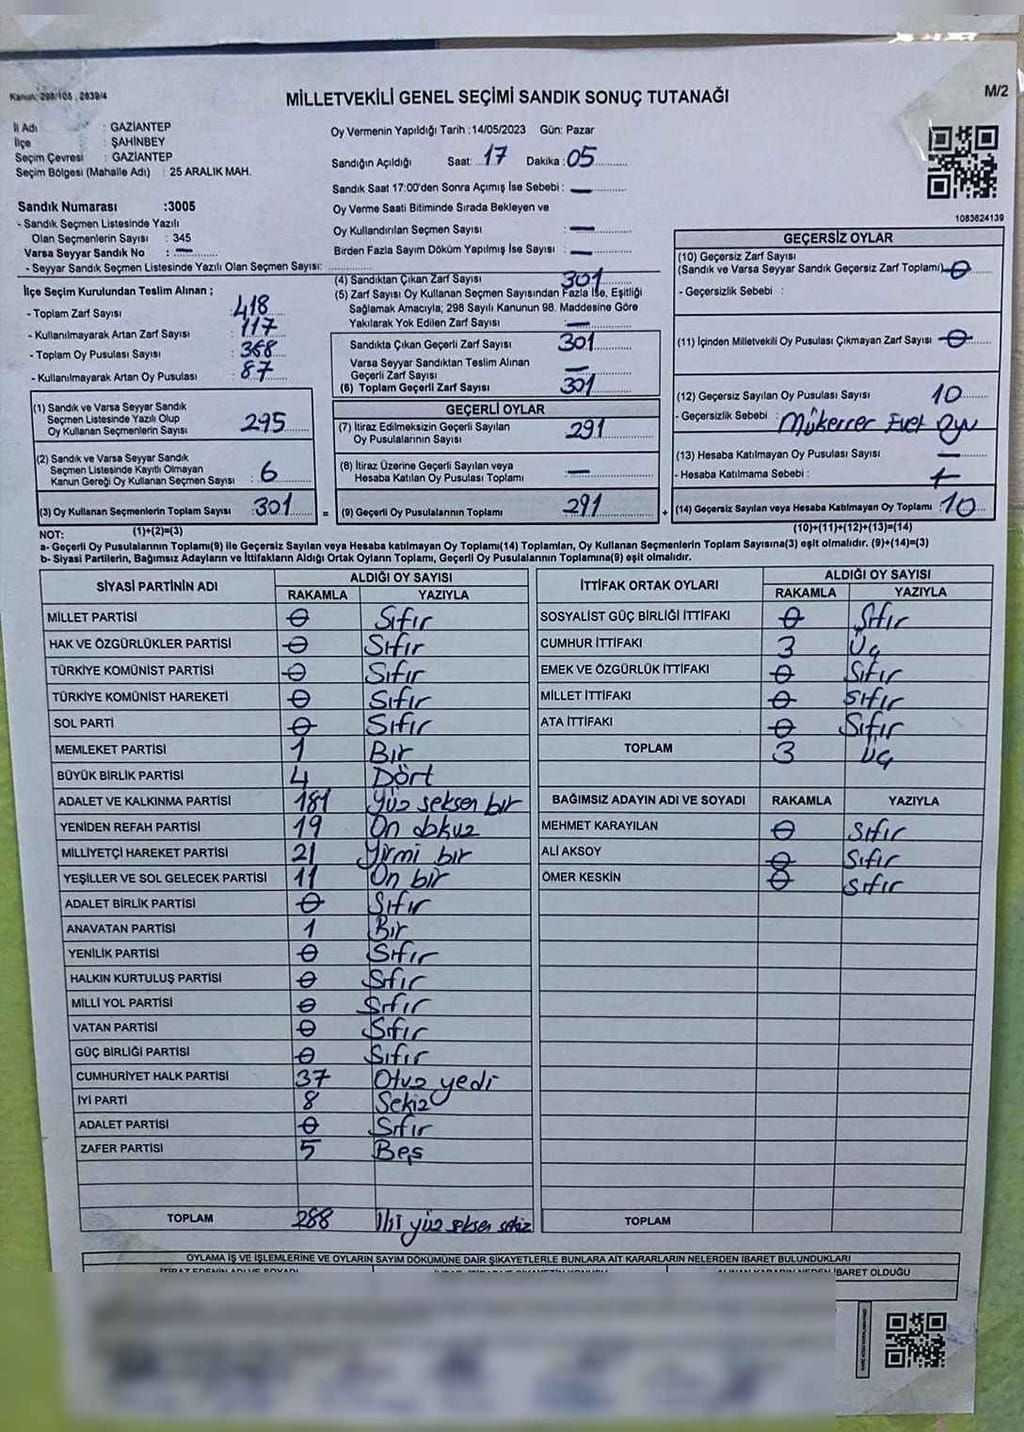 Kanun: 298/105 , 2839/4
MİLLETVEKİLİ GENEL SEÇİMİ SANDIK SONUÇ TUTANAĞI
M/2
İl Adı : GAZİANTEP
İlçe : ŞAHİNBEY
Seçim Çevresi : GAZİANTEP
Seçim Bölgesi (Mahalle Adı) : 25 ARALIK MAH.
Sandık Numarası :3005
- Sandık Seçmen Listesinde Yazılı
Olan Seçmenlerin Sayısı : 345
Varsa Seyyar Sandık No : —
- Seyyar Sandık Seçmen Listesinde Yazılı Olan Seçmen Sayısı:
Oy Vermenin Yapıldığı Tarih :14/05/2023 Gün: Pazar
Sandığın Açıldığı Saat: 17 Dakika : 05
Sandık Saat 17:00'den Sonra Açımış İse Sebebi : —
Oy Verme Saati Bitiminde Sırada Bekleyen ve
Oy Kullandırılan Seçmen Sayısı : —
Birden Fazla Sayım Döküm Yapılmış İse Sayısı : —
1083624139
İlçe Seçim Kurulundan Teslim Alınan ;
- Toplam Zarf Sayısı : 418
- Kullanılmayarak Artan Zarf Sayısı : 117
- Toplam Oy Pusulası Sayısı : 368
- Kullanılmayarak Artan Oy Pusulası : 87
(1) Sandık ve Varsa Seyyar Sandık
Seçmen Listesinde Yazılı Olup
Oy Kullanan Seçmenlerin Sayısı : 295
(2) Sandık ve Varsa Seyyar Sandık
Seçmen Listesinde Kayıtlı Olmayan
Kanun Gereği Oy Kullanan Seçmen Sayısı : 6
(3) Oy Kullanan Seçmenlerin Toplam Sayısı : 301
(1)+(2)=(3)
(4) Sandıktan Çıkan Zarf Sayısı : 301
(5) Zarf Sayısı Oy Kullanan Seçmen Sayısından Fazla İse, Eşitliği
Sağlamak Amacıyla; 298 Sayılı Kanunun 98. Maddesine Göre
Yakılarak Yok Edilen Zarf Sayısı : —
Sandıkta Çıkan Geçerli Zarf Sayısı : 301
Varsa Seyyar Sandıktan Teslim Alınan
Geçerli Zarf Sayısı : —
(6) Toplam Geçerli Zarf Sayısı : 301
GEÇERLİ OYLAR
(7) İtiraz Edilmeksizin Geçerli Sayılan
Oy Pusulalarının Sayısı : 291
(8) İtiraz Üzerine Geçerli Sayılan veya
Hesaba Katılan Oy Pusulası Toplamı : —
= (9) Geçerli Oy Pusulalarının Toplamı : 291
GEÇERSİZ OYLAR
(10) Geçersiz Zarf Sayısı
(Sandık ve Varsa Seyyar Sandık Geçersiz Zarf Toplamı) 0
- Geçersizlik Sebebi :
(11) İçinden Milletvekili Oy Pusulası Çıkmayan Zarf Sayısı 0
(12) Geçersiz Sayılan Oy Pusulası Sayısı : 10
- Geçersizlik Sebebi : Mükerrer Evet Oyu
(13) Hesaba Katılmayan Oy Pusulası Sayısı : —
- Hesaba Katılmama Sebebi :
+ (14) Geçersiz Sayılan veya Hesaba Katılmayan Oy Toplamı : 10
(10)+(11)+(12)+(13)=(14)
NOT:
a- Geçerli Oy Pusulasının Toplamı(9) ile Geçersiz Sayılan veya Hesaba katılmayan Oy Toplamı(14) Toplamları, Oy Kullanan Seçmenlerin Toplam Sayısına(3) eşit olmalıdır. (9)+(14)=(3)
b- Siyasi Partilerin, Bağımsız Adayların ve İttifakların Aldığı Ortak Oyların Toplamı, Geçerli Oy Pusulalarının Toplamına(9) eşit olmalıdır.
SİYASİ PARTİNİN ADI ALDIĞI OY SAYISI
RAKAMLA YAZIYLA
MİLLET PARTİSİ 0 Sıfır
HAK VE ÖZGÜRLÜKLER PARTİSİ 0 Sıfır
TÜRKİYE KOMÜNİST PARTİSİ 0 Sıfır
TÜRKİYE KOMÜNİST HAREKETİ 0 Sıfır
SOL PARTİ 0 Sıfır
MEMLEKET PARTİSİ 1 Bir
BÜYÜK BİRLİK PARTİSİ 4 Dört
ADALET VE KALKINMA PARTİSİ 181 Yüz seksen bir
YENİDEN REFAH PARTİSİ 19 On dokuz
MİLLİYETÇİ HAREKET PARTİSİ 21 Yirmi bir
YEŞİLLER VE SOL GELECEK PARTİSİ 11 On bir
ADALET BİRLİK PARTİSİ 0 Sıfır
ANAVATAN PARTİSİ 1 Bir
YENİLİK PARTİSİ 0 Sıfır
HALKIN KURTULUŞ PARTİSİ 0 Sıfır
MİLLİ YOL PARTİSİ 0 Sıfır
VATAN PARTİSİ 0 Sıfır
GÜÇ BİRLİĞİ PARTİSİ 0 Sıfır
CUMHURİYET HALK PARTİSİ 37 Otuz yedi
İYİ PARTİ 8 Sekiz
ADALET PARTİSİ 0 Sıfır
ZAFER PARTİSİ 5 Beş
TOPLAM 288 İki yüz seksen sekiz
İTTİFAK ORTAK OYLARI ALDIĞI OY SAYISI
RAKAMLA YAZIYLA
SOSYALİST GÜÇ BİRLİĞİ İTTİFAKI 0 Sıfır
CUMHUR İTTİFAKI 3 Üç
EMEK VE ÖZGÜRLÜK İTTİFAKI 0 Sıfır
MİLLET İTTİFAKI 0 Sıfır
ATA İTTİFAKI 0 Sıfır
TOPLAM 3 Üç
BAĞIMSIZ ADAYIN ADI VE SOYADI RAKAMLA YAZIYLA
MEHMET KARAYILAN 0 Sıfır
ALİ AKSOY 0 Sıfır
ÖMER KESKİN 0 Sıfır
TOPLAM
OYLAMA İŞ VE İŞLEMLERİNE VE OYLARIN SAYIM DÖKÜMÜNE DAİR ŞİKAYETLERLE BUNLARA AİT KARARLARIN NELERDEN İBARET BULUNDUKLARI
İTİRAZ EDENİN ADI VE SOYADI
ALINAN KARARIN NEDEN İBARET OLDUĞU